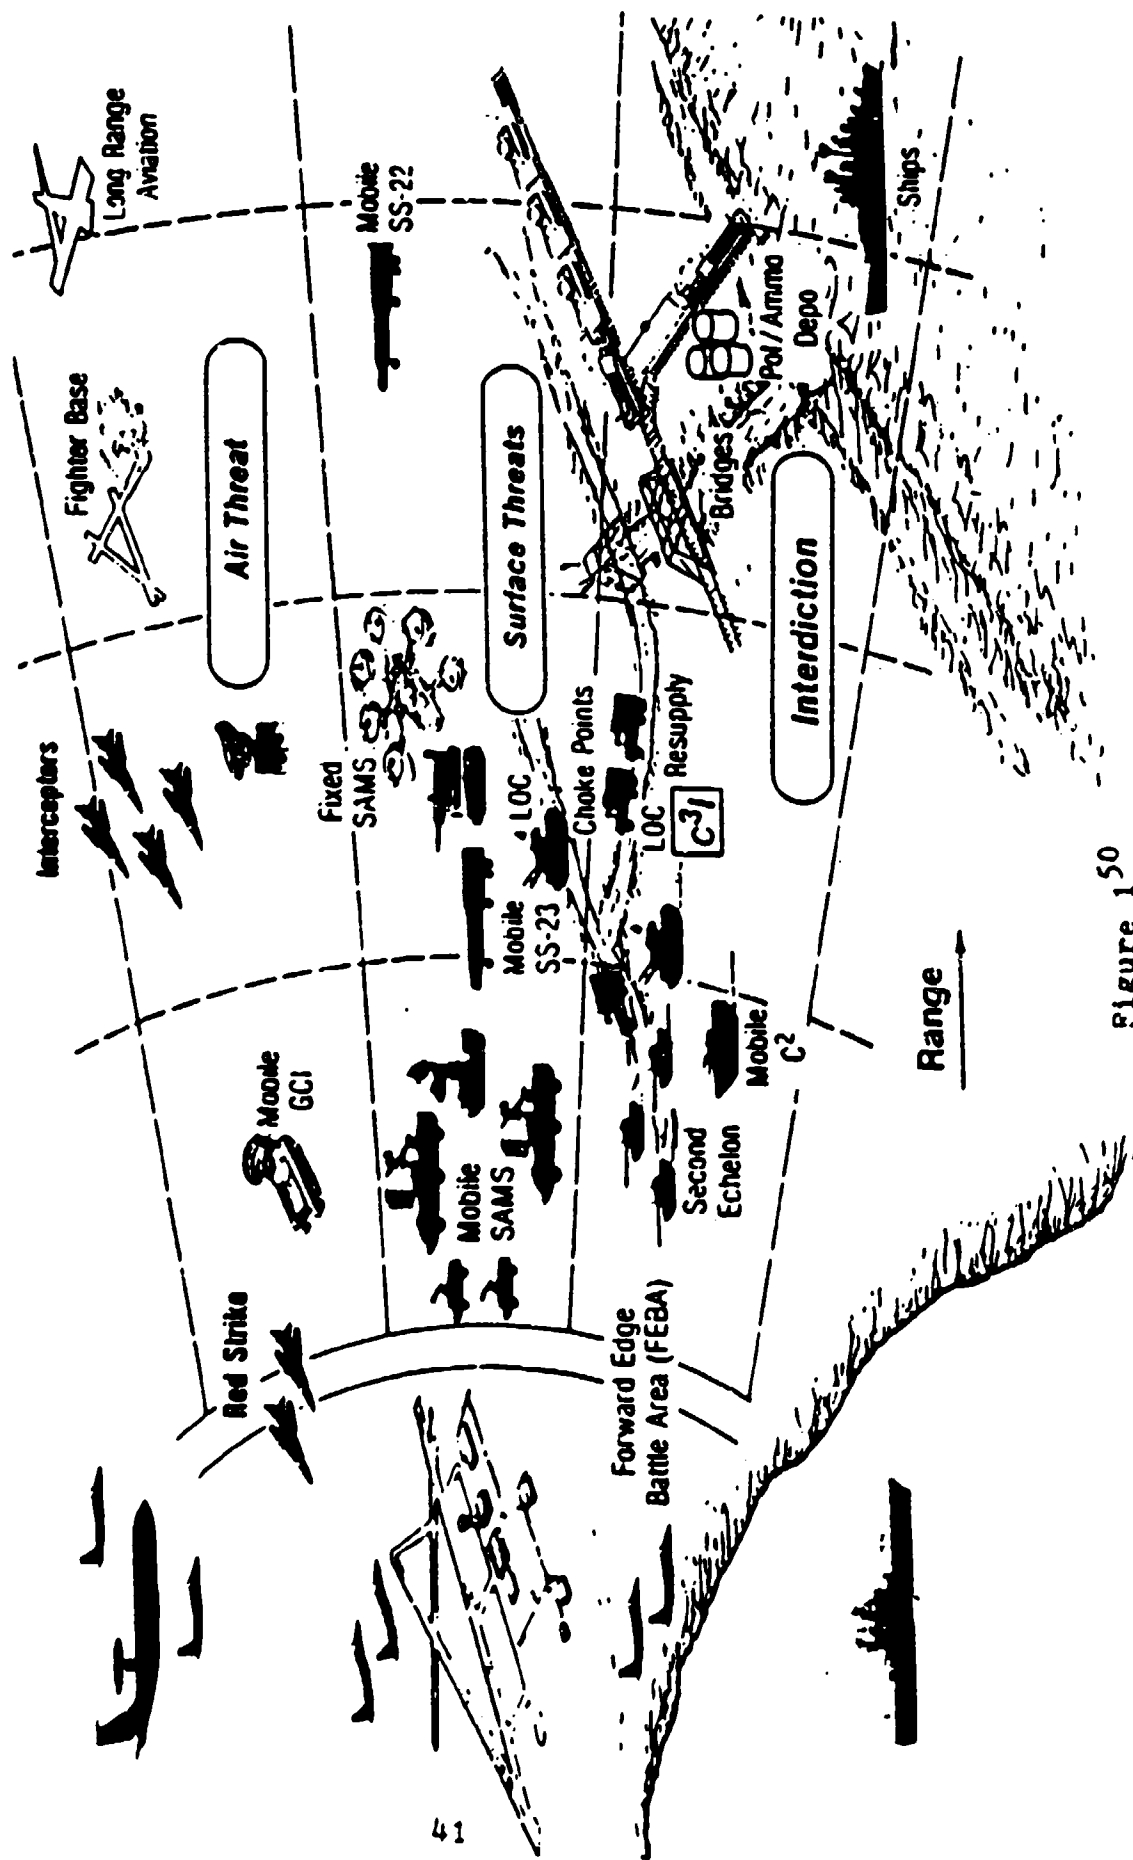 Long Range
Aviation
Fighter Base
Interceptors
Air Threat
Mobile
GCI
Red Strike
Mobile
SS-22
Fixed
SAMS
Surface Threats
LOC
Mobile
SS-23
Mobile
SAMS
Choke Points
LOC
Resupply
C³I
Bridges
Pol/Ammo
Depo
Interdiction
Second
Echelon
Mobile
C²
Forward Edge
Battle Area (FEBA)
Ships
Range
Figure 1⁵⁰
41